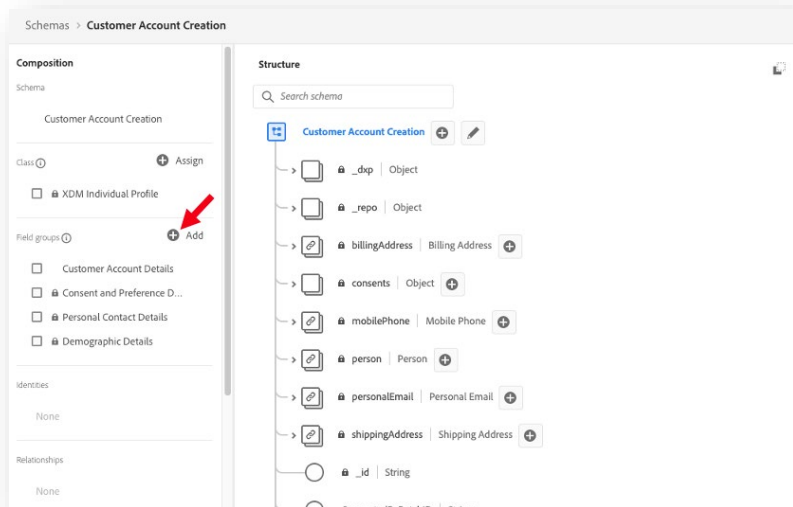 Schemas > Customer Account Creation
Composition
Schema
Customer Account Creation
Class
Assign
XDM Individual Profile
Field groups
Add
Customer Account Details
Consent and Preference D...
Personal Contact Details
Demographic Details
Identities
None
Relationships
None
Structure
Search schema
Customer Account Creation
_dxp | Object
_repo | Object
billingAddress | Billing Address
consents | Object
mobilePhone | Mobile Phone
person | Person
personalEmail | Personal Email
shippingAddress | Shipping Address
_id | String